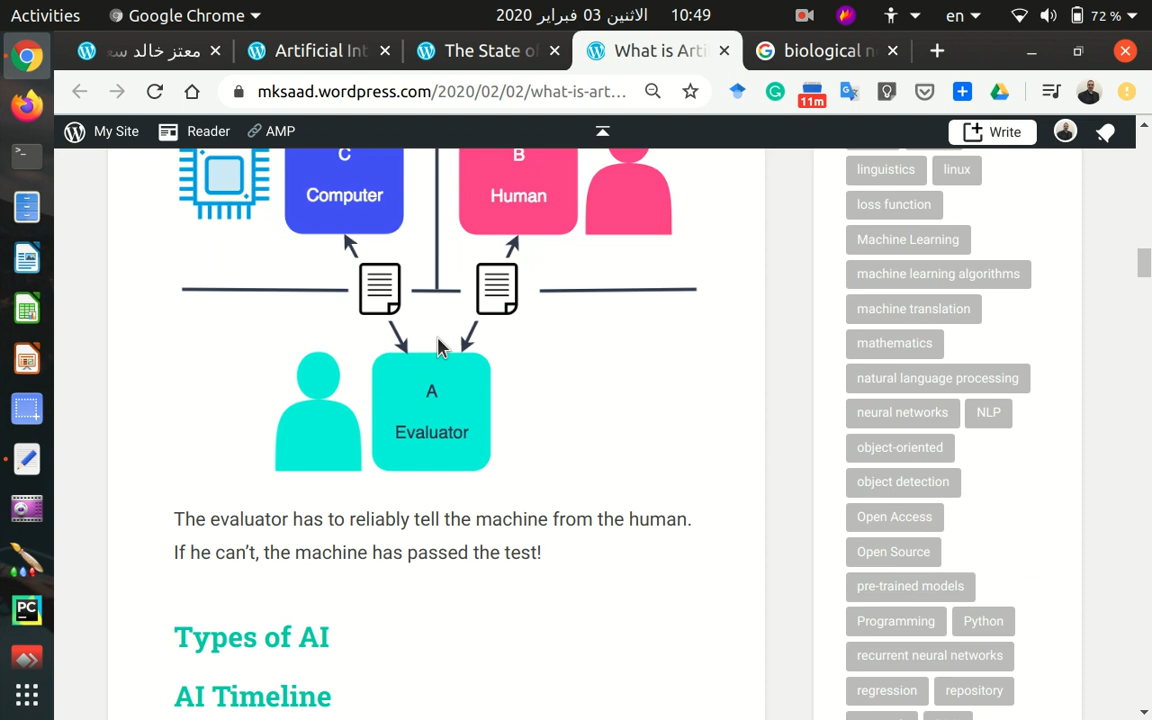 Activities
Google Chrome
10:49 الاثنين 03 فبراير 2020
en
72 %
معتز خالد سع
Artificial Int
The State of
What is Arti
biological n
mksaad.wordpress.com/2020/02/02/what-is-art...
11m
My Site
Reader
AMP
Write
C
Computer
B
Human
A
Evaluator
The evaluator has to reliably tell the machine from the human.
If he can't, the machine has passed the test!
Types of AI
AI Timeline
linguistics
linux
loss function
Machine Learning
machine learning algorithms
machine translation
mathematics
natural language processing
neural networks
NLP
object-oriented
object detection
Open Access
Open Source
pre-trained models
Programming
Python
recurrent neural networks
regression
repository
PC